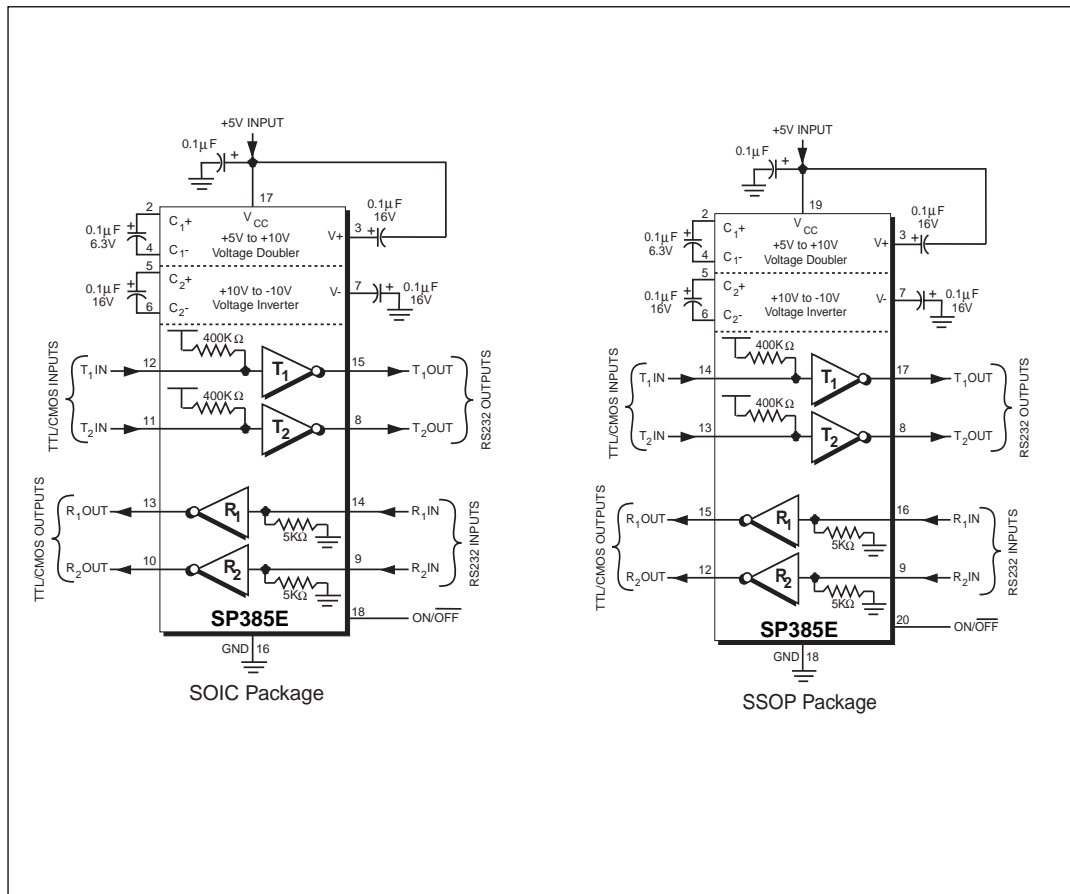 +5V INPUT
0.1μF +
17
VCC
2
C1+
+
0.1μF
6.3V
4
C1-
+5V to +10V
Voltage Doubler
V+
3
+
0.1μF
16V
5
C2+
+
0.1μF
16V
6
C2-
+10V to -10V
Voltage Inverter
V-
7
+
0.1μF
16V
TTL/CMOS INPUTS
RS232 OUTPUTS
400KΩ
T1IN 12 T1 15 T1OUT
400KΩ
T2IN 11 T2 8 T2OUT
TTL/CMOS OUTPUTS
RS232 INPUTS
R1OUT 13 R1 14 R1IN
5KΩ
R2OUT 10 R2 9 R2IN
5KΩ
18 ON/OFF
SP385E
GND 16
SOIC Package
+5V INPUT
0.1μF +
19
VCC
2
C1+
+
0.1μF
6.3V
4
C1-
+5V to +10V
Voltage Doubler
V+
3
+
0.1μF
16V
5
C2+
+
0.1μF
16V
6
C2-
+10V to -10V
Voltage Inverter
V-
7
+
0.1μF
16V
TTL/CMOS INPUTS
RS232 OUTPUTS
400KΩ
T1IN 14 T1 17 T1OUT
400KΩ
T2IN 13 T2 8 T2OUT
TTL/CMOS OUTPUTS
RS232 INPUTS
R1OUT 15 R1 16 R1IN
5KΩ
R2OUT 12 R2 9 R2IN
5KΩ
20 ON/OFF
SP385E
GND 18
SSOP Package